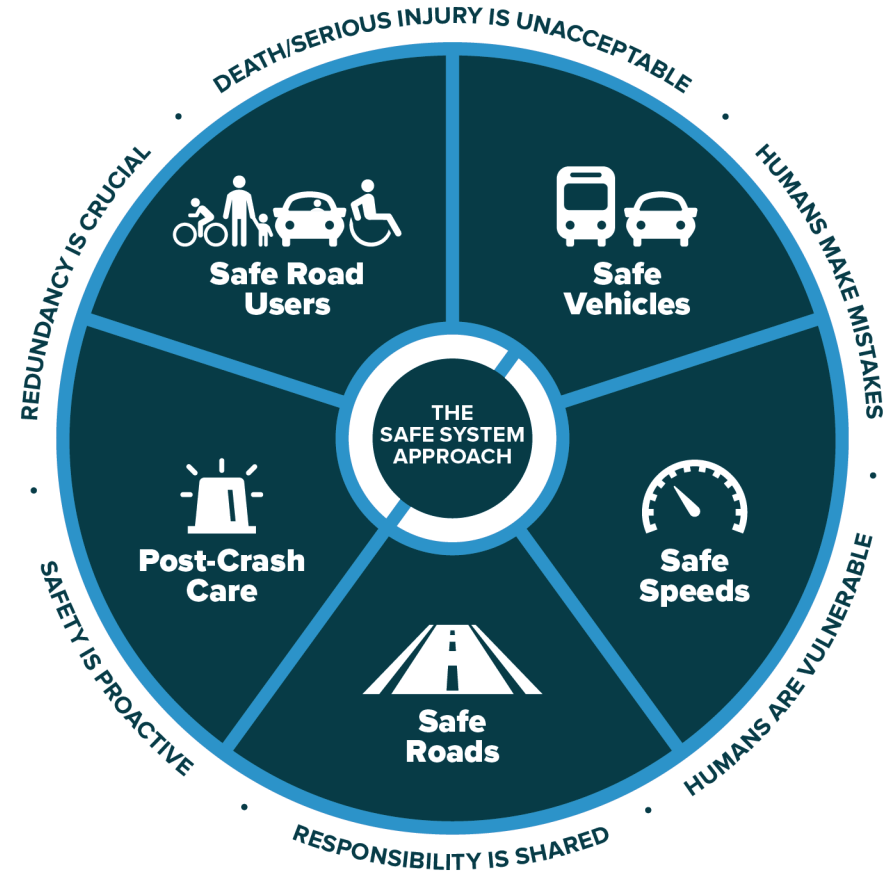 DEATH/SERIOUS INJURY IS UNACCEPTABLE
HUMANS MAKE MISTAKES
HUMANS ARE VULNERABLE
RESPONSIBILITY IS SHARED
SAFETY IS PROACTIVE
REDUNDANCY IS CRUCIAL
Safe Road
Users
Safe
Vehicles
Safe
Speeds
Safe
Roads
Post-Crash
Care
THE
SAFE SYSTEM
APPROACH